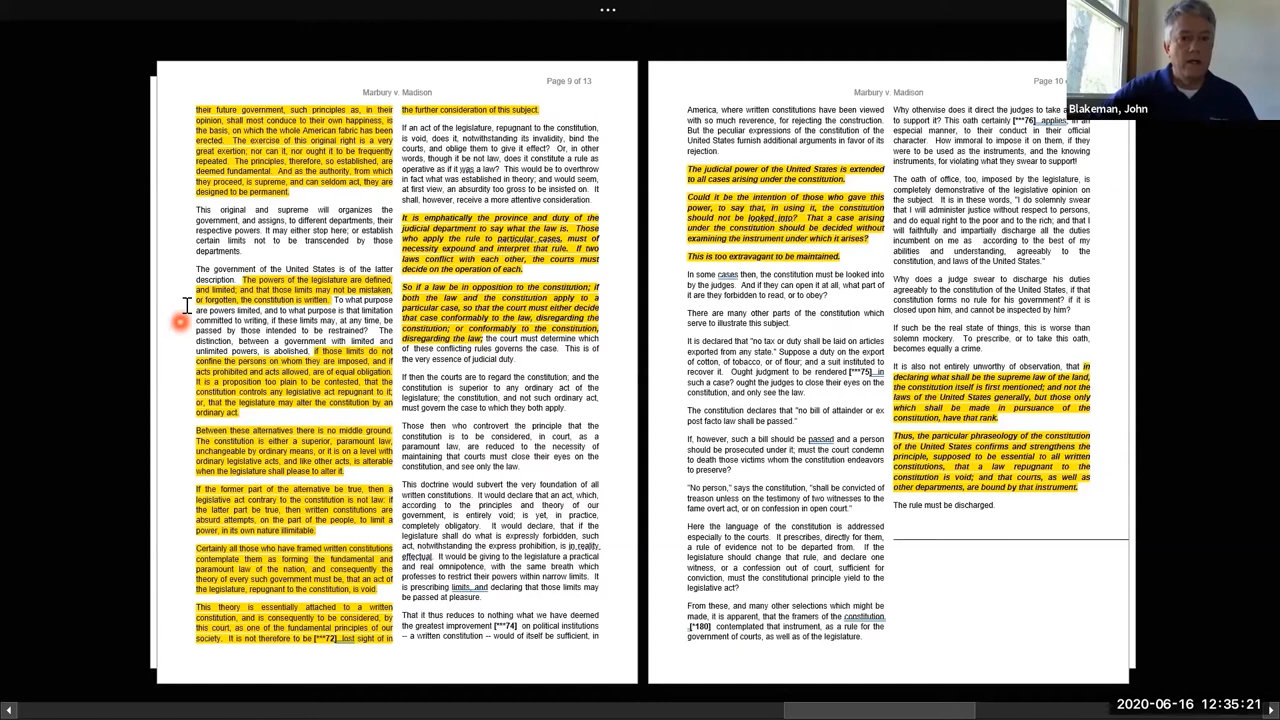 Page 9 of 13
Marbury v. Madison
their future government, such principles as, in their
opinion, shall most conduce to their own happiness, is
the basis, on which the whole American fabric has been
erected. The exercise of this original right is a very
great exertion; nor can it, nor ought it to be frequently
repeated. The principles, therefore, so established, are
deemed fundamental. And as the authority, from which
they proceed, is supreme, and can seldom act, they are
designed to be permanent.
This original and supreme will organizes the
government, and assigns, to different departments, their
respective powers. It may either stop here; or establish
certain limits not to be transcended by those
departments.
The government of the United States is of the latter
description. The powers of the legislature are defined,
and limited; and that those limits may not be mistaken,
or forgotten, the constitution is written. To what purpose
are powers limited, and to what purpose is that limitation
committed to writing, if these limits may, at any time, be
passed by those intended to be restrained? The
distinction, between a government with limited and
unlimited powers, is abolished, if those limits do not
confine the persons on whom they are imposed, and if
acts prohibited and acts allowed, are of equal obligation.
It is a proposition too plain to be contested, that the
constitution controls any legislative act repugnant to it;
or, that the legislature may alter the constitution by an
ordinary act.
Between these alternatives there is no middle ground.
The constitution is either a superior, paramount law,
unchangeable by ordinary means, or it is on a level with
ordinary legislative acts, and like other acts, is alterable
when the legislature shall please to alter it.
If the former part of the alternative be true, then a
legislative act contrary to the constitution is not law: if
the latter part be true, then written constitutions are
absurd attempts, on the part of the people, to limit a
power, in its own nature illimitable.
Certainly all those who have framed written constitutions
contemplate them as forming the fundamental and
paramount law of the nation, and consequently the
theory of every such government must be, that an act of
the legislature, repugnant to the constitution, is void.
This theory is essentially attached to a written
constitution, and is consequently to be considered, by
this court, as one of the fundamental principles of our
society. It is not therefore to be [***72] lost sight of in
the further consideration of this subject.
If an act of the legislature, repugnant to the constitution,
is void, does it, notwithstanding its invalidity, bind the
courts, and oblige them to give it effect? Or, in other
words, though it be not law, does it constitute a rule as
operative as if it was a law? This would be to overthrow
in fact what was established in theory; and would seem,
at first view, an absurdity too gross to be insisted on. It
shall, however, receive a more attentive consideration.
It is emphatically the province and duty of the
judicial department to say what the law is. Those
who apply the rule to particular cases, must of
necessity expound and interpret that rule. If two
laws conflict with each other, the courts must
decide on the operation of each.
So if a law be in opposition to the constitution; if
both the law and the constitution apply to a
particular case, so that the court must either decide
that case conformably to the law, disregarding the
constitution; or conformably to the constitution,
disregarding the law; the court must determine which
of these conflicting rules governs the case. This is of
the very essence of judicial duty.
If then the courts are to regard the constitution; and the
constitution is superior to any ordinary act of the
legislature; the constitution, and not such ordinary act,
must govern the case to which they both apply.
Those then who controvert the principle that the
constitution is to be considered, in court, as a
paramount law, are reduced to the necessity of
maintaining that courts must close their eyes on the
constitution, and see only the law.
This doctrine would subvert the very foundation of all
written constitutions. It would declare that an act, which,
according to the principles and theory of our
government, is entirely void; is yet, in practice,
completely obligatory. It would declare, that if the
legislature shall do what is expressly forbidden, such
act, notwithstanding the express prohibition, is in reality
effectual. It would be giving to the legislature a practical
and real omnipotence, with the same breath which
professes to restrict their powers within narrow limits. It
is prescribing limits, and declaring that those limits may
be passed at pleasure.
That it thus reduces to nothing what we have deemed
the greatest improvement [***74] on political institutions
-- a written constitution -- would of itself be sufficient, in
Page 10
Marbury v. Madison
America, where written constitutions have been viewed
with so much reverence, for rejecting the construction.
But the peculiar expressions of the constitution of the
United States furnish additional arguments in favor of its
rejection.
The judicial power of the United States is extended
to all cases arising under the constitution.
Could it be the intention of those who gave this
power, to say that, in using it, the constitution
should not be looked into? That a case arising
under the constitution should be decided without
examining the instrument under which it arises?
This is too extravagant to be maintained.
In some cases then, the constitution must be looked into
by the judges. And if they can open it at all, what part of
it are they forbidden to read, or to obey?
There are many other parts of the constitution which
serve to illustrate this subject.
It is declared that "no tax or duty shall be laid on articles
exported from any state." Suppose a duty on the export
of cotton, of tobacco, or of flour; and a suit instituted to
recover it. Ought judgment to be rendered [***75] in
such a case? ought the judges to close their eyes on the
constitution, and only see the law.
The constitution declares that "no bill of attainder or ex
post facto law shall be passed."
If, however, such a bill should be passed and a person
should be prosecuted under it; must the court condemn
to death those victims whom the constitution endeavors
to preserve?
"No person," says the constitution, "shall be convicted of
treason unless on the testimony of two witnesses to the
same overt act, or on confession in open court."
Here the language of the constitution is addressed
especially to the courts. It prescribes, directly for them,
a rule of evidence not to be departed from. If the
legislature should change that rule, and declare one
witness, or a confession out of court, sufficient for
conviction, must the constitutional principle yield to the
legislative act?
From these, and many other selections which might be
made, it is apparent, that the framers of the constitution
[*180] contemplated that instrument, as a rule for the
government of courts, as well as of the legislature.
Why otherwise does it direct the judges to take
to support it? This oath certainly [***76] applies, in an
especial manner, to their conduct in their official
character. How immoral to impose it on them, if they
were to be used as the instruments, and the knowing
instruments, for violating what they swear to support!
The oath of office, too, imposed by the legislature, is
completely demonstrative of the legislative opinion on
the subject. It is in these words, "I do solemnly swear
that I will administer justice without respect to persons,
and do equal right to the poor and to the rich; and that I
will faithfully and impartially discharge all the duties
incumbent on me as according to the best of my
abilities and understanding, agreeably to the
constitution, and laws of the United States."
Why does a judge swear to discharge his duties
agreeably to the constitution of the United States, if that
constitution forms no rule for his government? if it is
closed upon him, and cannot be inspected by him?
If such be the real state of things, this is worse than
solemn mockery. To prescribe, or to take this oath,
becomes equally a crime.
It is also not entirely unworthy of observation, that in
declaring what shall be the supreme law of the land,
the constitution itself is first mentioned; and not the
laws of the United States generally, but those only
which shall be made in pursuance of the
constitution, have that rank.
Thus, the particular phraseology of the constitution
of the United States confirms and strengthens the
principle, supposed to be essential to all written
constitutions, that a law repugnant to the
constitution is void; and that courts, as well as
other departments, are bound by that instrument.
The rule must be discharged.
Blakeman, John
2020-06-16 12:35:21